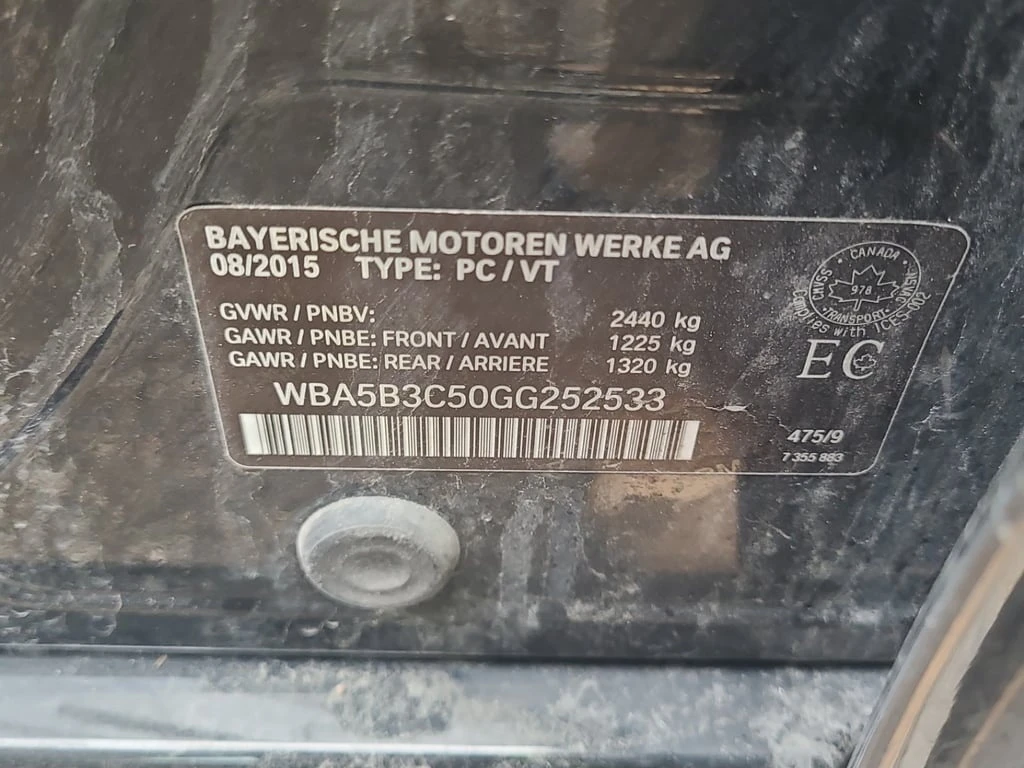 BAYERISCHE MOTOREN WERKE AG
08/2015 TYPE: PC / VT
GVWR / PNBV: 2440 kg
GAWR / PNBE: FRONT / AVANT 1225 kg
GAWR / PNBE: REAR / ARRIERE 1320 kg
WBA5B3C50GG252533
CANADA
CMVSS 978 NSVAC
TRANSPORT
Complies with ICES-002
EC
475/9
7 355 883